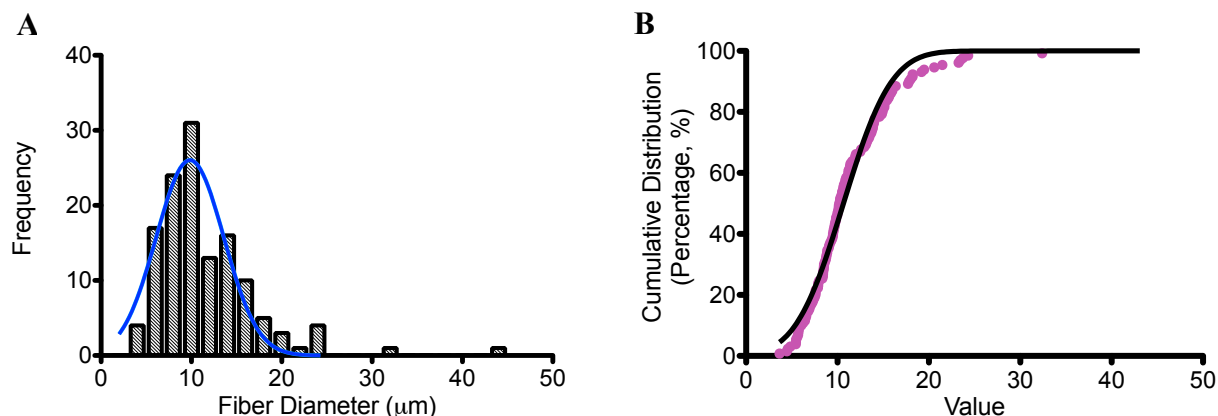 A
40
30
20
10
0
Frequency
0 10 20 30 40 50
Fiber Diameter (μm)
B
100
80
60
40
20
0
Cumulative Distribution
(Percentage, %)
0 10 20 30 40 50
Value